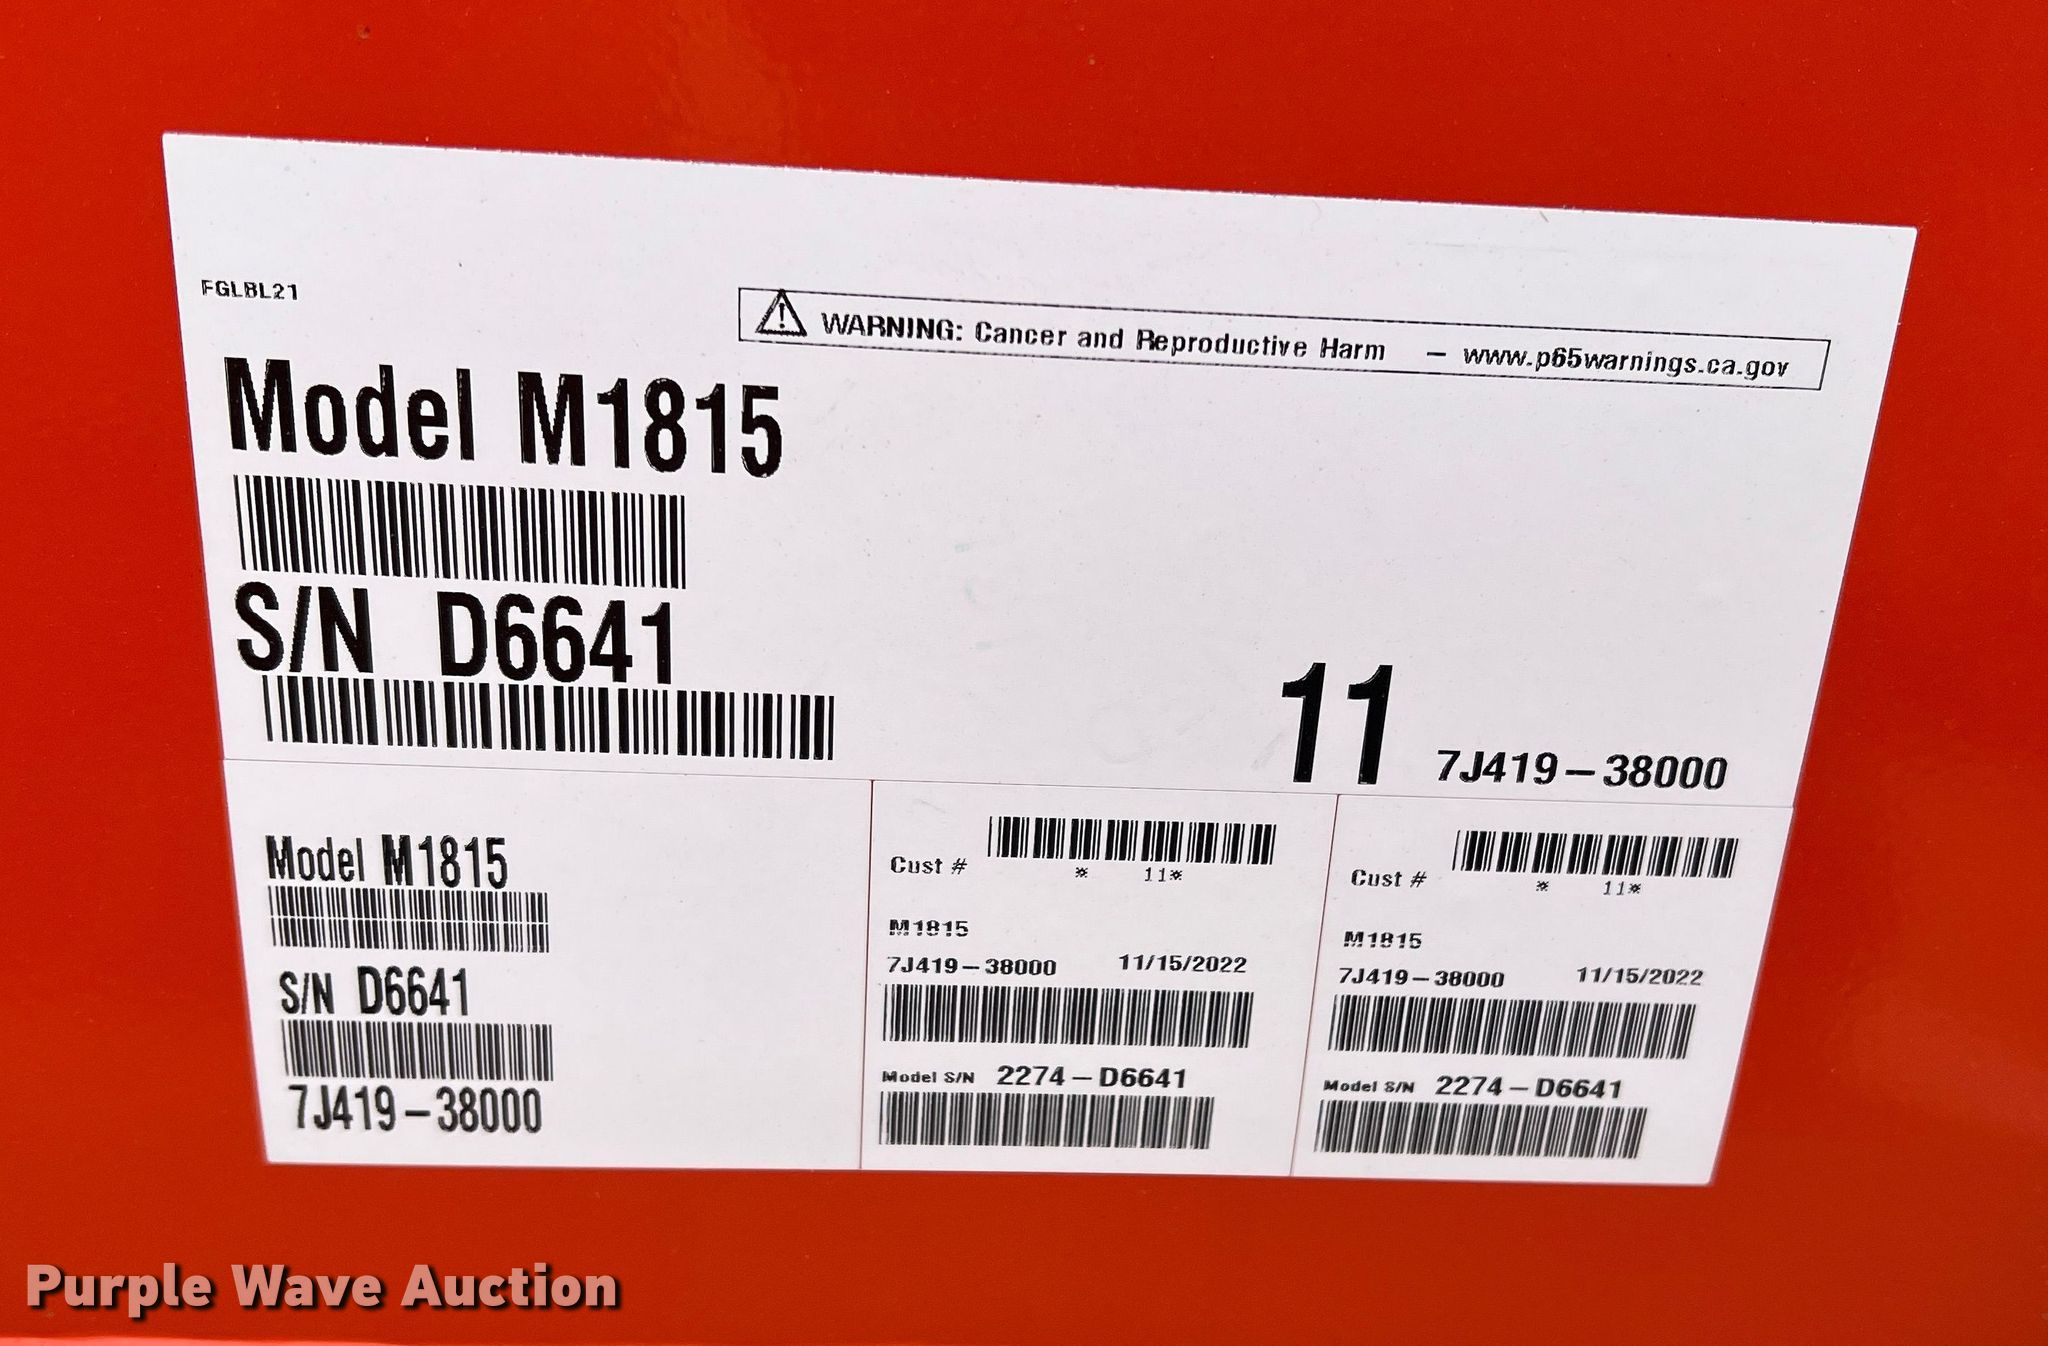 FGLBL21
⚠ WARNING: Cancer and Reproductive Harm – www.p65warnings.ca.gov
Model M1815
S/N D6641
11 7J419–38000
Model M1815
S/N D6641
7J419–38000
Cust #
* 11*
M1815
7J419–38000 11/15/2022
Model S/N 2274–D6641
Cust #
* 11*
M1815
7J419–38000 11/15/2022
Model S/N 2274–D6641
Purple Wave Auction